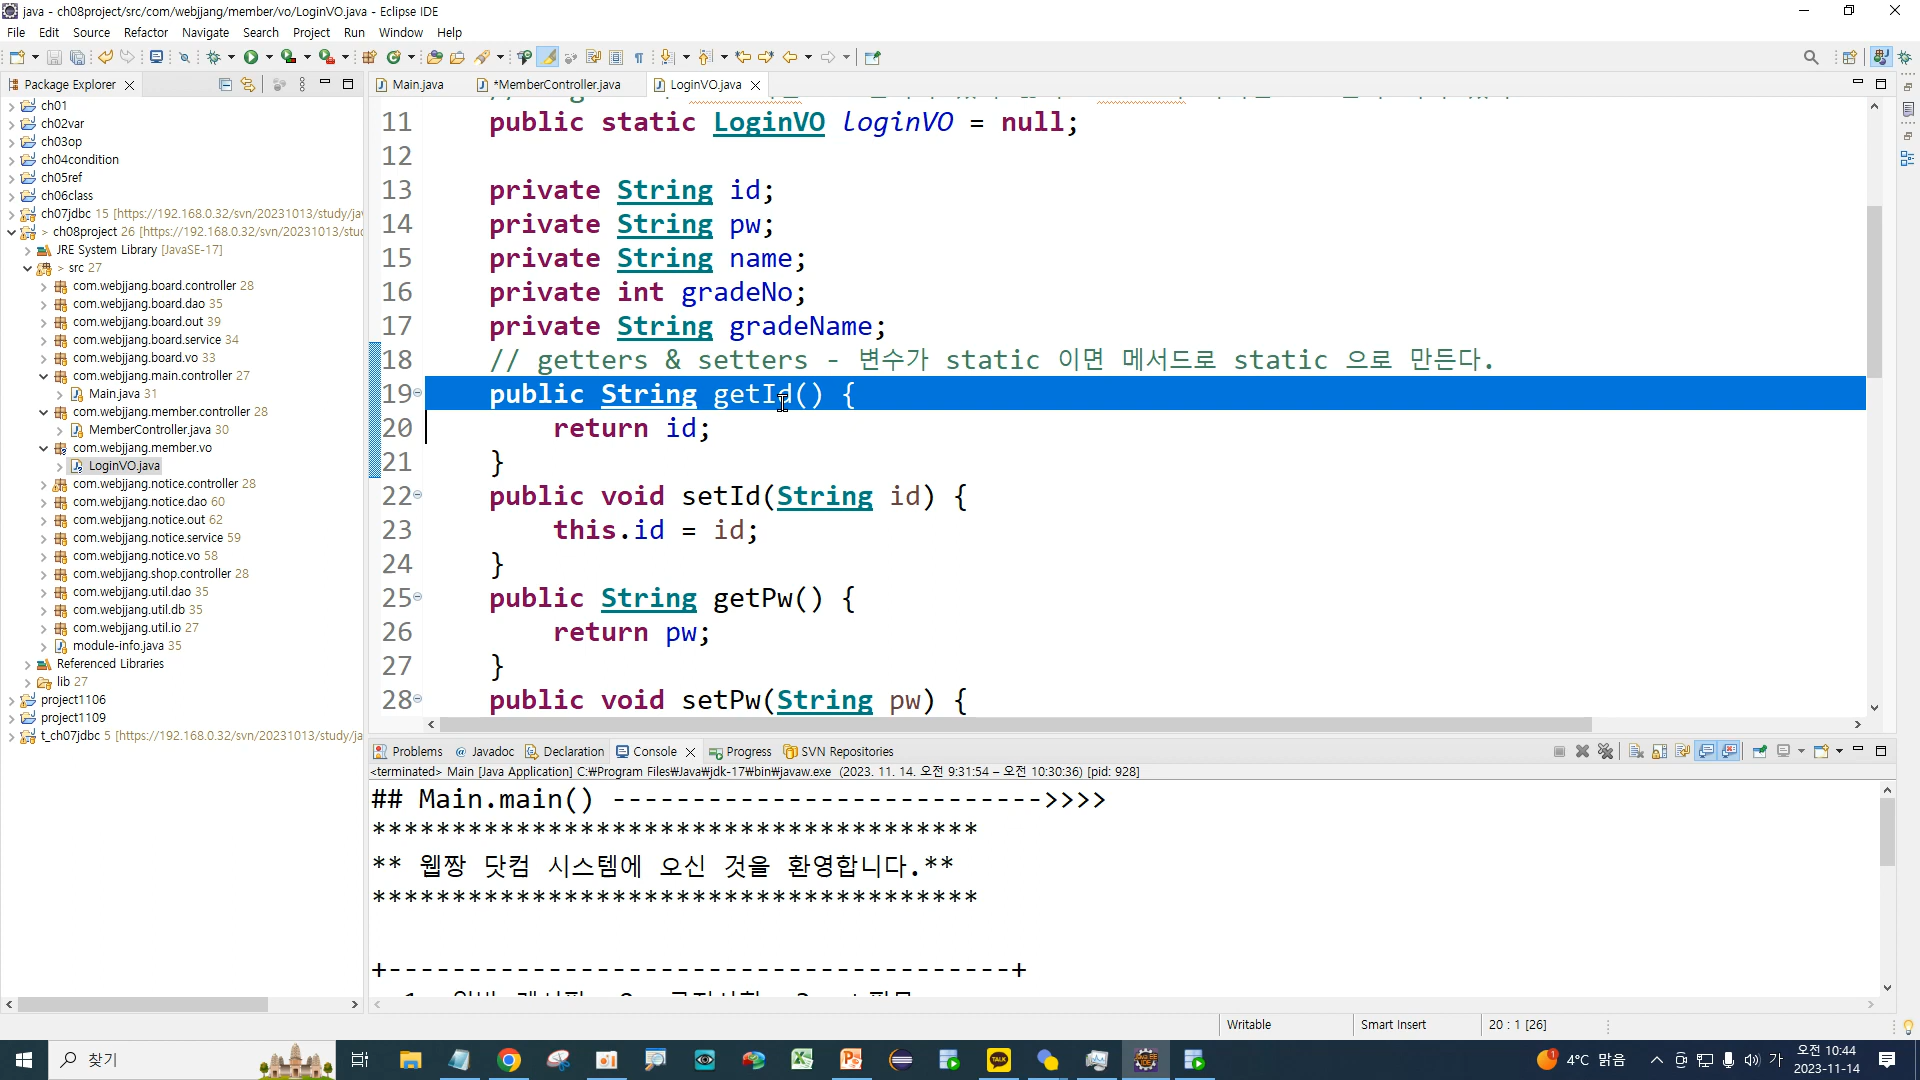 java - ch08project/src/com/webjjang/member/vo/LoginVO.java - Eclipse IDE
File Edit Source Refactor Navigate Search Project Run Window Help
Package Explorer
Main.java *MemberController.java LoginVO.java
ch01
ch02var
ch03op
ch04condition
ch05ref
ch06class
ch07jdbc 15 [https://192.168.0.32/svn/20231013/study/ja
> ch08project 26 [https://192.168.0.32/svn/20231013/stuc
JRE System Library [JavaSE-17]
> src 27
com.webjjang.board.controller 28
com.webjjang.board.dao 35
com.webjjang.board.out 39
com.webjjang.board.service 34
com.webjjang.board.vo 33
com.webjjang.main.controller 27
Main.java 31
com.webjjang.member.controller 28
MemberController.java 30
com.webjjang.member.vo
LoginVO.java
com.webjjang.notice.controller 28
com.webjjang.notice.dao 60
com.webjjang.notice.out 62
com.webjjang.notice.service 59
com.webjjang.notice.vo 58
com.webjjang.shop.controller 28
com.webjjang.util.dao 35
com.webjjang.util.db 35
com.webjjang.util.io 27
module-info.java 35
Referenced Libraries
lib 27
project1106
project1109
t_ch07jdbc 5 [https://192.168.0.32/svn/20231013/study/ja
11 public static LoginVO loginVO = null;
12
13 private String id;
14 private String pw;
15 private String name;
16 private int gradeNo;
17 private String gradeName;
18 // getters & setters - 변수가 static 이면 메서드로 static 으로 만든다.
19 public String getId() {
20 return id;
21 }
22 public void setId(String id) {
23 this.id = id;
24 }
25 public String getPw() {
26 return pw;
27 }
28 public void setPw(String pw) {
Problems Javadoc Declaration Console Progress SVN Repositories
<terminated> Main [Java Application] C:₩Program Files₩Java₩jdk-17₩bin₩javaw.exe (2023. 11. 14. 오전 9:31:54 – 오전 10:30:36) [pid: 928]
## Main.main() --------------------------->>>>
**************************************
** 웹짱 닷컴 시스템에 오신 것을 환영합니다.**
**************************************
+---------------------------------------+
Writable Smart Insert 20 : 1 [26]
찾기
4°C 맑음
가
오전 10:44
2023-11-14